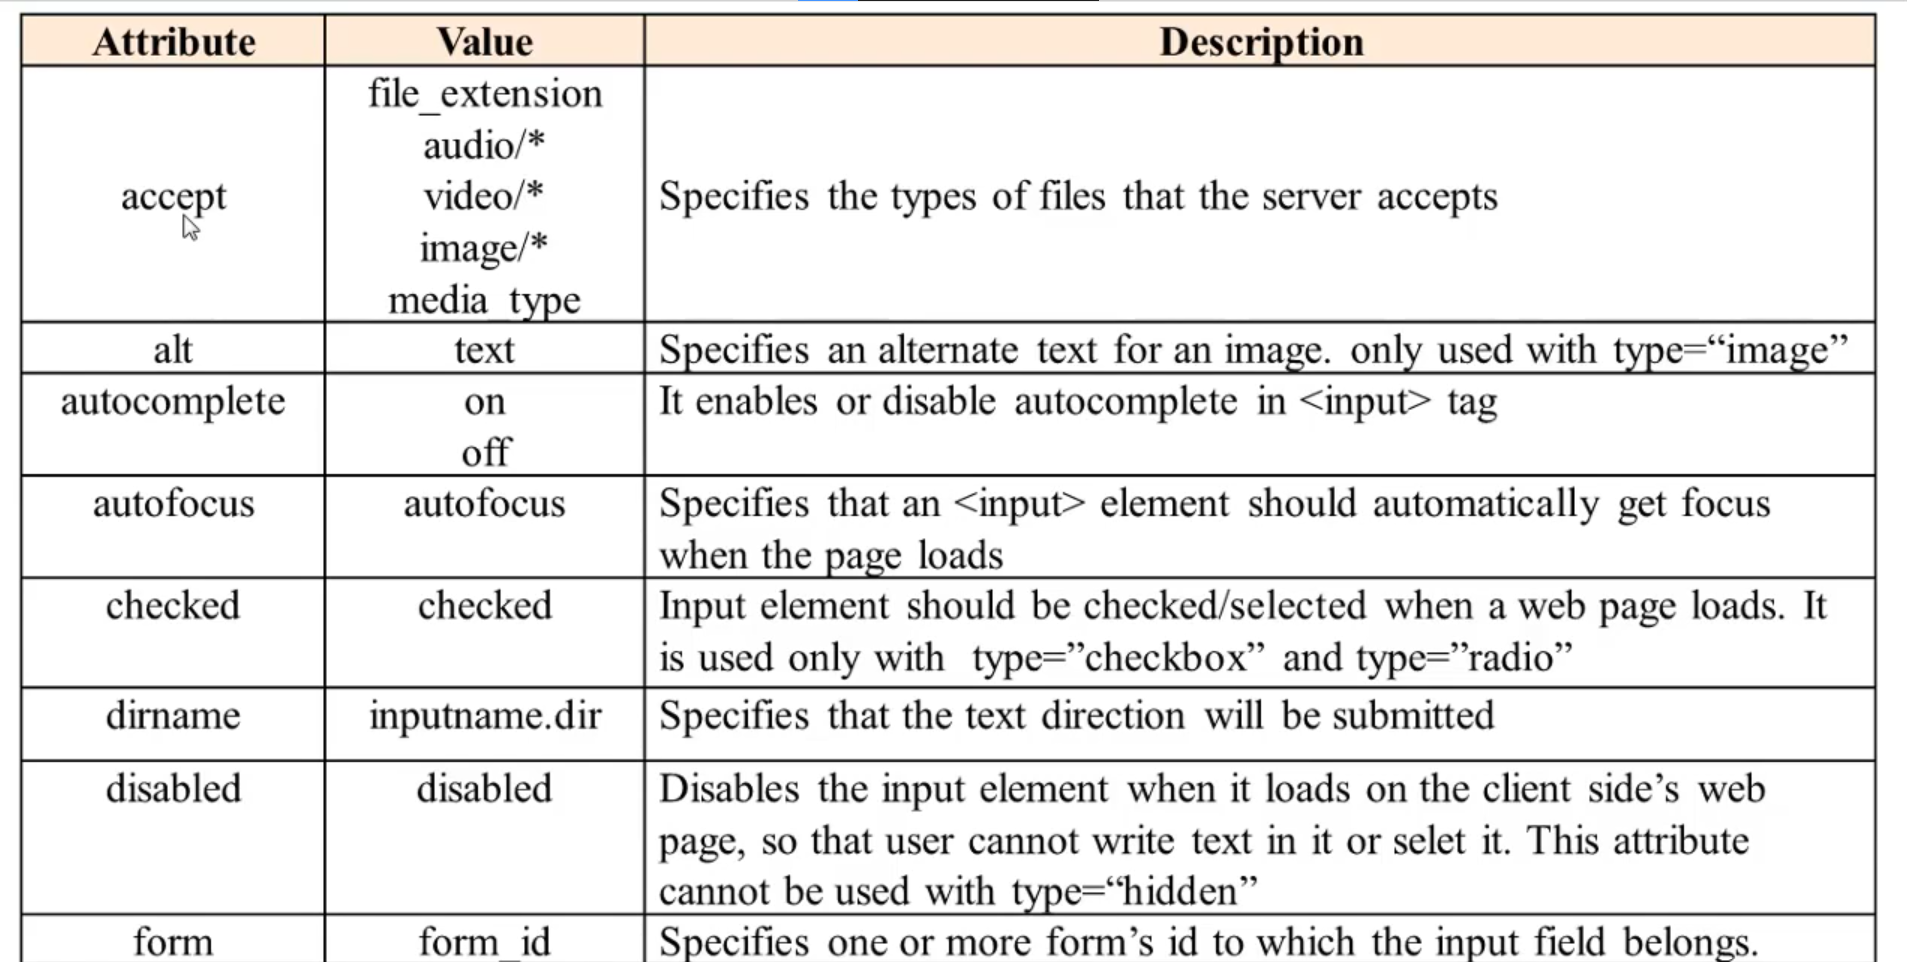 Attribute Value Description
file_extension
audio/*
accept video/* Specifies the types of files that the server accepts
image/*
media_type
alt text Specifies an alternate text for an image. only used with type=“image”
autocomplete on It enables or disable autocomplete in <input> tag
off
autofocus autofocus Specifies that an <input> element should automatically get focus
when the page loads
checked checked Input element should be checked/selected when a web page loads. It
is used only with type=”checkbox” and type=”radio”
dirname inputname.dir Specifies that the text direction will be submitted
disabled disabled Disables the input element when it loads on the client side’s web
page, so that user cannot write text in it or selet it. This attribute
cannot be used with type=“hidden”
form form_id Specifies one or more form’s id to which the input field belongs.